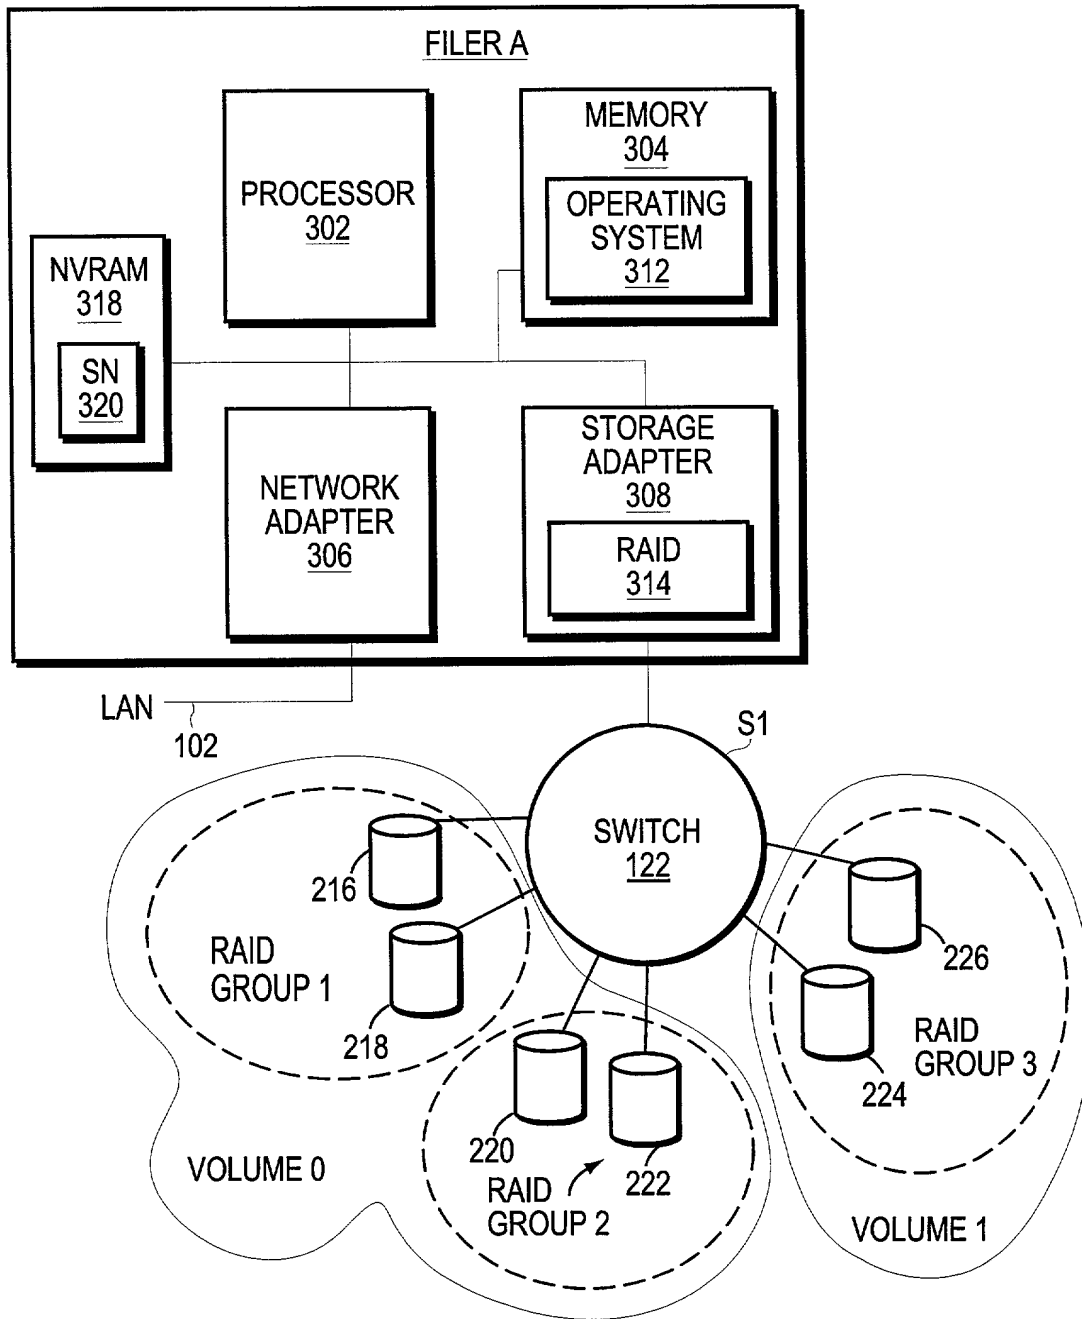 FILER A
PROCESSOR
302
MEMORY
304
OPERATING
SYSTEM
312
NVRAM
318
SN
320
NETWORK
ADAPTER
306
STORAGE
ADAPTER
308
RAID
314
LAN
102
S1
SWITCH
122
216
218
RAID
GROUP 1
226
224
RAID
GROUP 3
220
222
RAID
GROUP 2
VOLUME 0
VOLUME 1